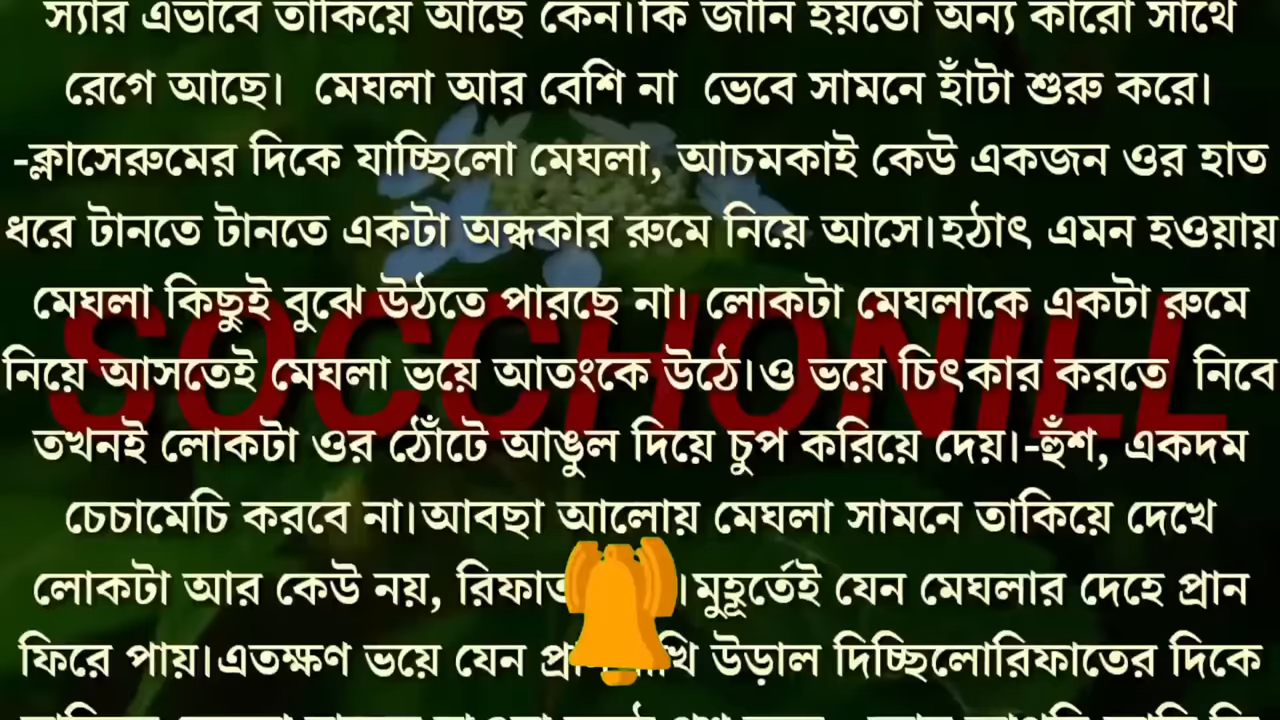 স্যার এভাবে তাকিয়ে আছে কেন।কি জানি হয়তো অন্য কারো সাথে
রেগে আছে। মেঘলা আর বেশি না ভেবে সামনে হাঁটা শুরু করে।
-ক্লাসেরুমের দিকে যাচ্ছিলো মেঘলা, আচমকাই কেউ একজন ওর হাত
ধরে টানতে টানতে একটা অন্ধকার রুমে নিয়ে আসে।হঠাৎ এমন হওয়ায়
মেঘলা কিছুই বুঝে উঠতে পারছে না। লোকটা মেঘলাকে একটা রুমে
SOCCHONILL
নিয়ে আসতেই মেঘলা ভয়ে আতংকে উঠে।ও ভয়ে চিৎকার করতে নিবে
তখনই লোকটা ওর ঠোঁটে আঙুল দিয়ে চুপ করিয়ে দেয়।-হুঁশ, একদম
চেচামেচি করবে না।আবছা আলোয় মেঘলা সামনে তাকিয়ে দেখে
লোকটা আর কেউ নয়, ।মুহূর্তেই যেন মেঘলার দেহে প্রান
ফিরে পায়।এতক্ষণ ভয়ে যেন উড়াল দিচ্ছিলোরিফাতের দিকে